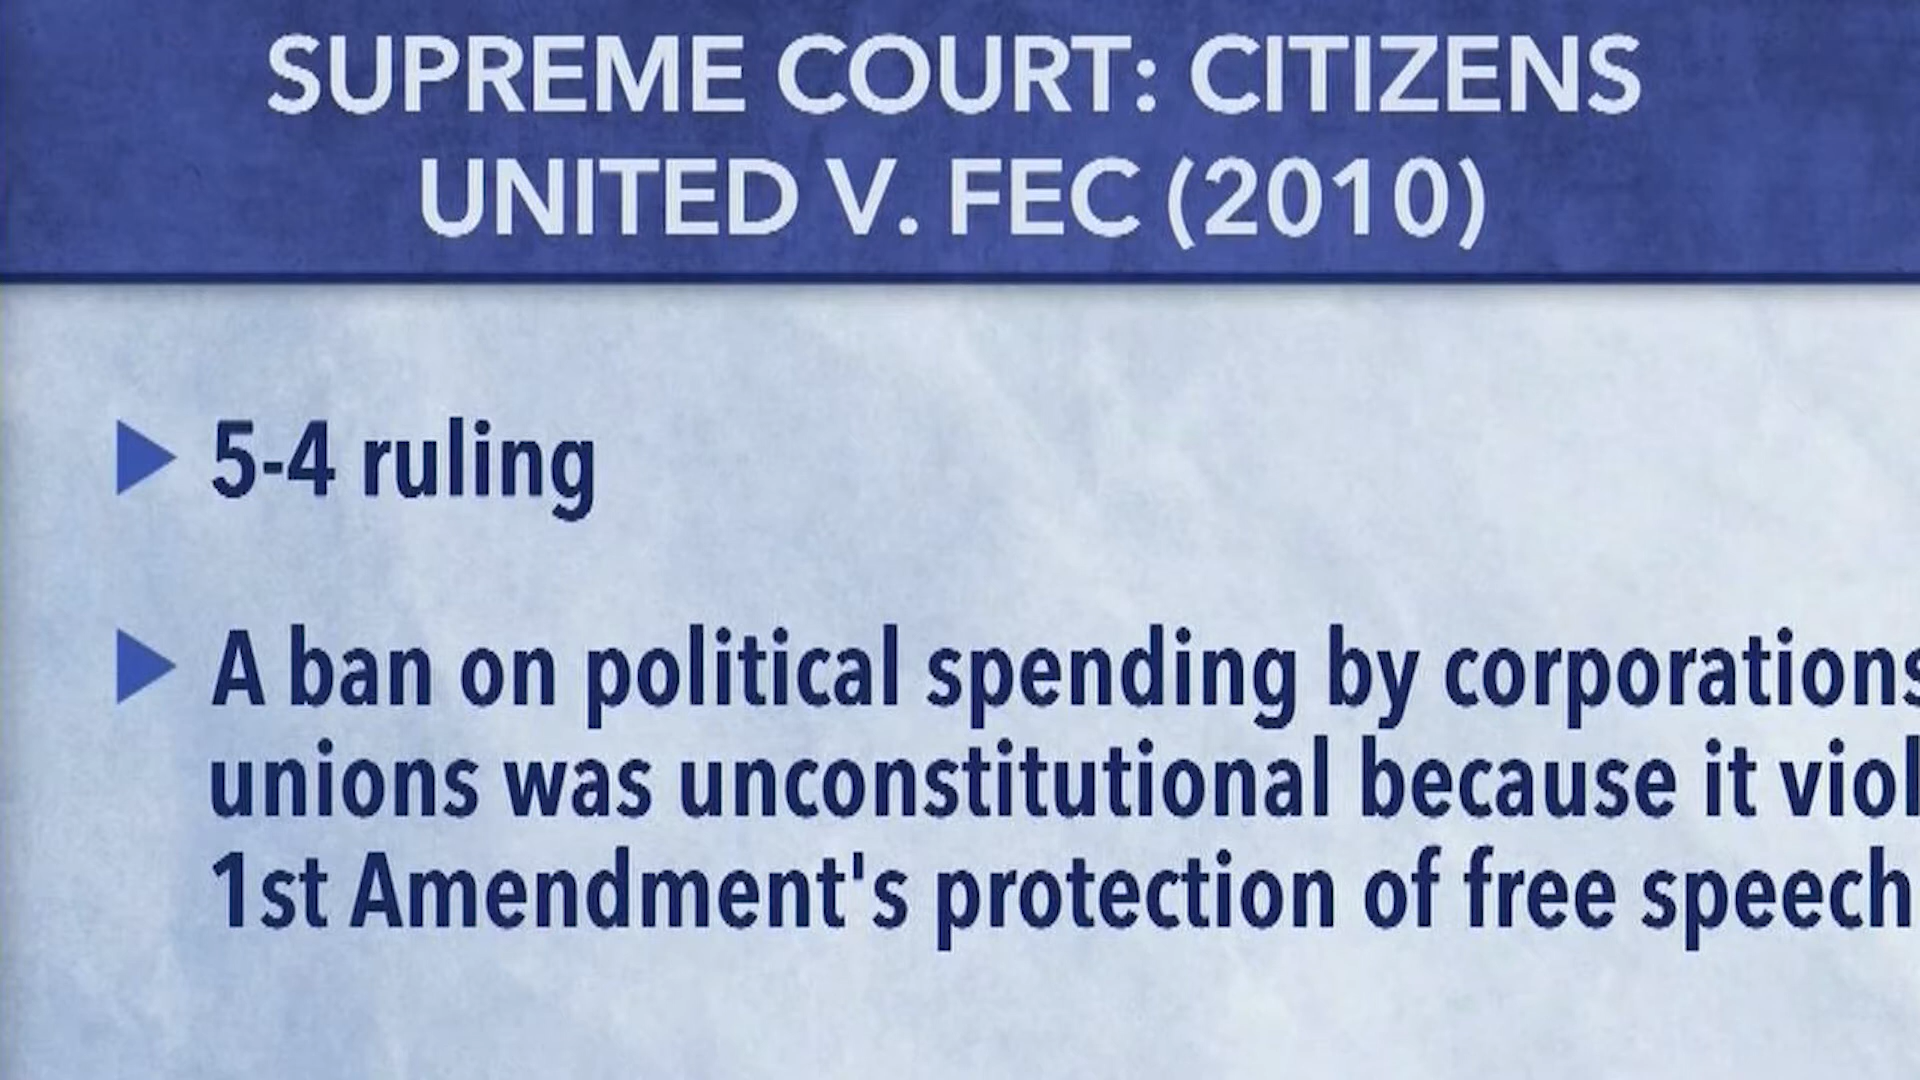 SUPREME COURT: CITIZENS
UNITED V. FEC (2010)
5-4 ruling
A ban on political spending by corporations
unions was unconstitutional because it viol
1st Amendment's protection of free speech